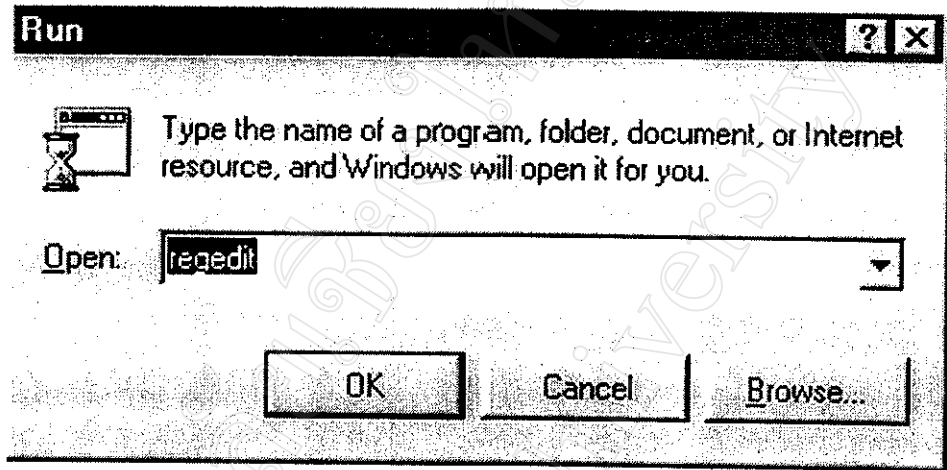 Run
Type the name of a program, folder, document, or Internet
resource, and Windows will open it for you.
Open: regedit
OK Cancel Browse...